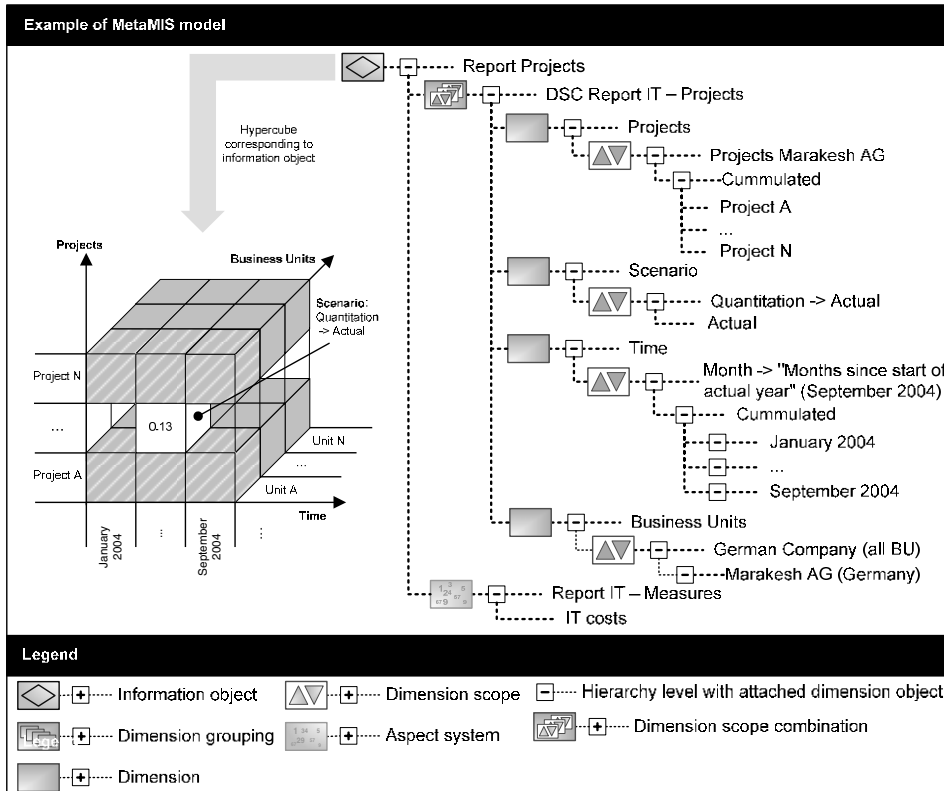 Example of MetaMIS model
Report Projects
DSC Report IT – Projects
Projects
Projects Marakesh AG
Cummulated
Project A
...
Project N
Scenario
Quantitation -> Actual
Actual
Time
Month -> "Months since start of
actual year" (September 2004)
Cummulated
January 2004
...
September 2004
Business Units
German Company (all BU)
Marakesh AG (Germany)
Report IT – Measures
IT costs
Hypercube
corresponding to
information object
Projects
Business Units
Scenario:
Quantitation
-> Actual
Project N
...
0.13
Project A
Unit N
...
Unit A
Time
January
2004
...
September
2004
...
Legend
Information object
Dimension scope
Hierarchy level with attached dimension object
Dimension grouping
Aspect system
Dimension scope combination
Dimension